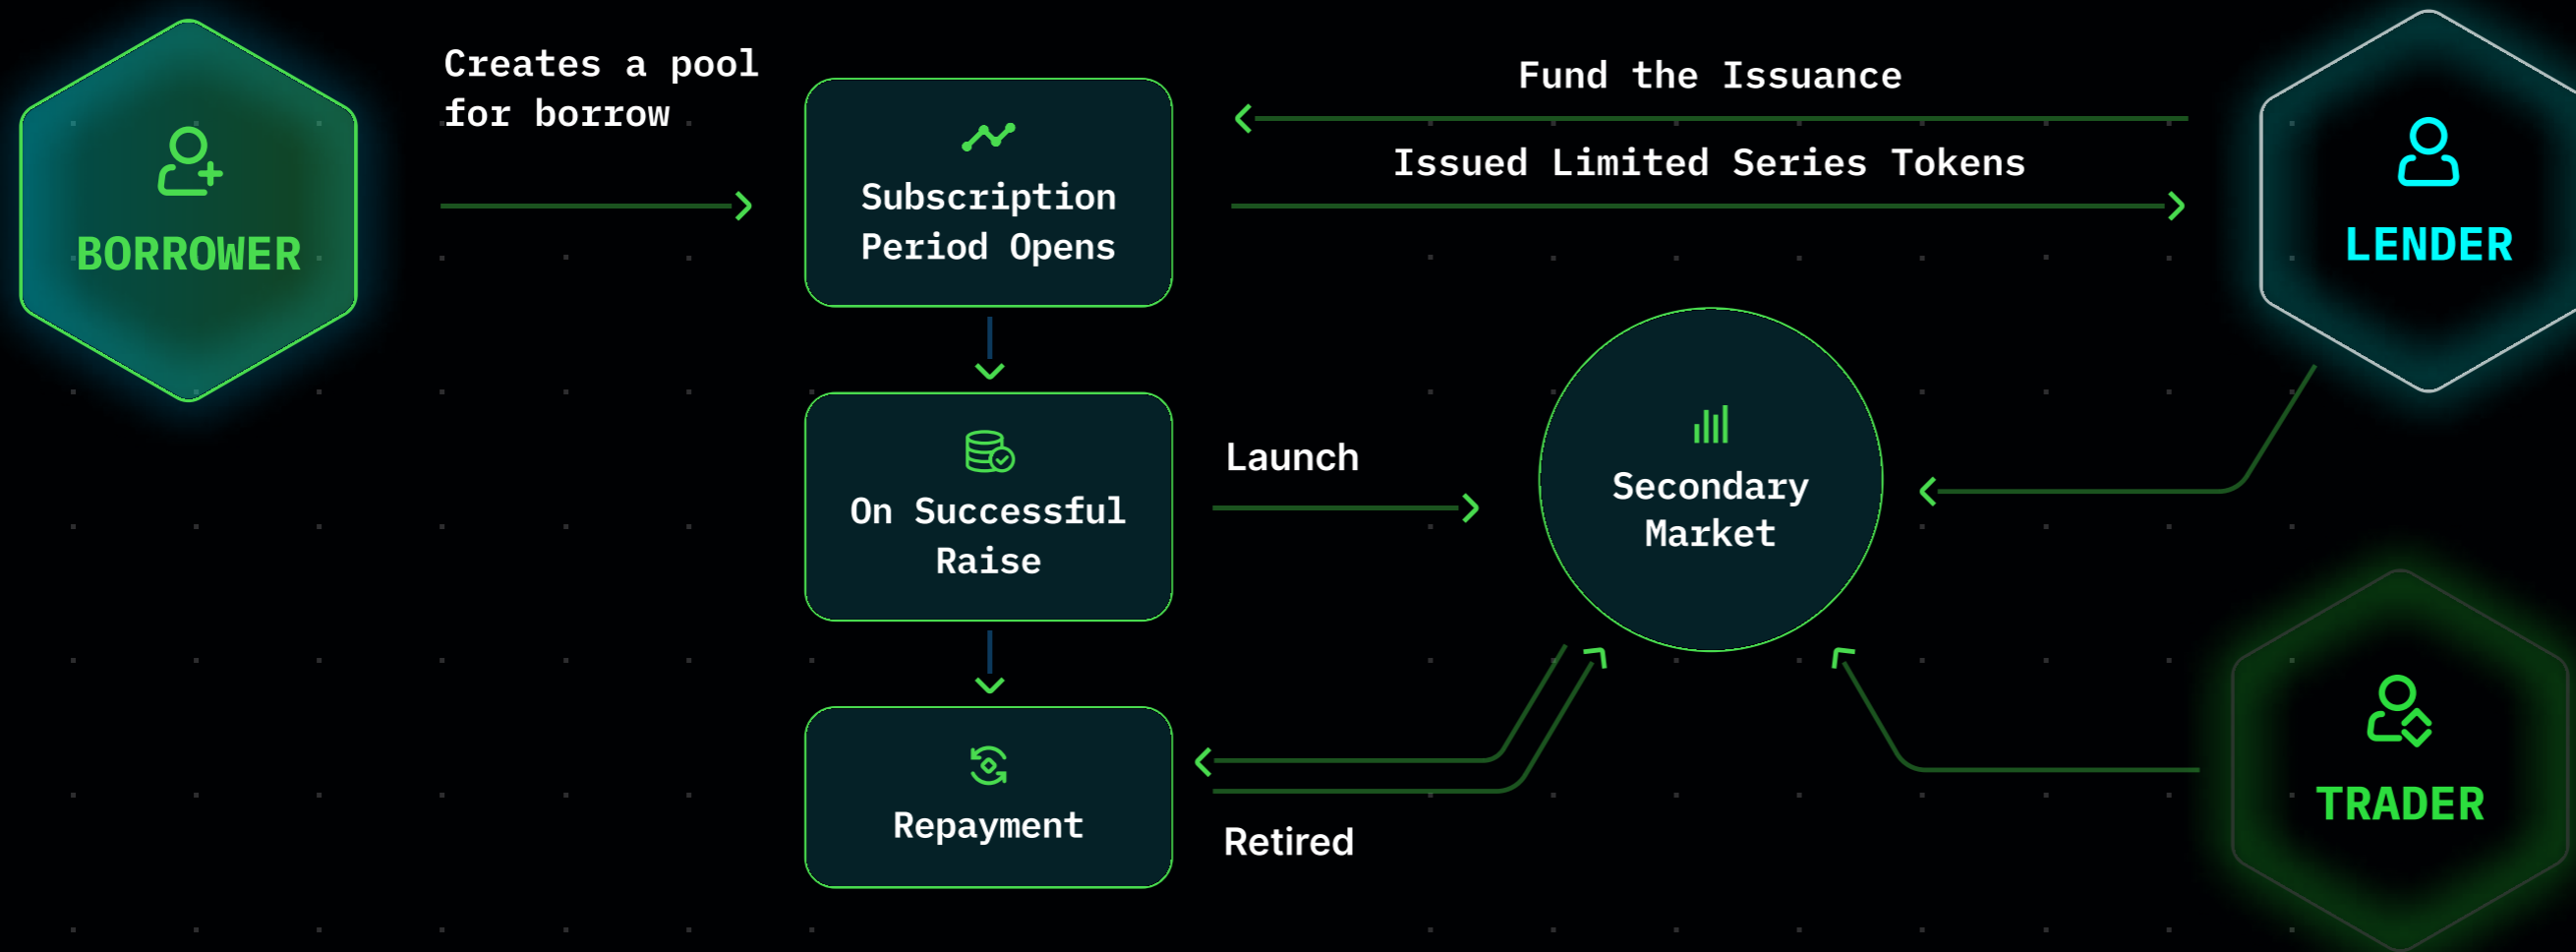 BORROWER
Creates a pool
for borrow
Subscription
Period Opens
Fund the Issuance
Issued Limited Series Tokens
LENDER
On Successful
Raise
Launch
Secondary
Market
Repayment
Retired
TRADER